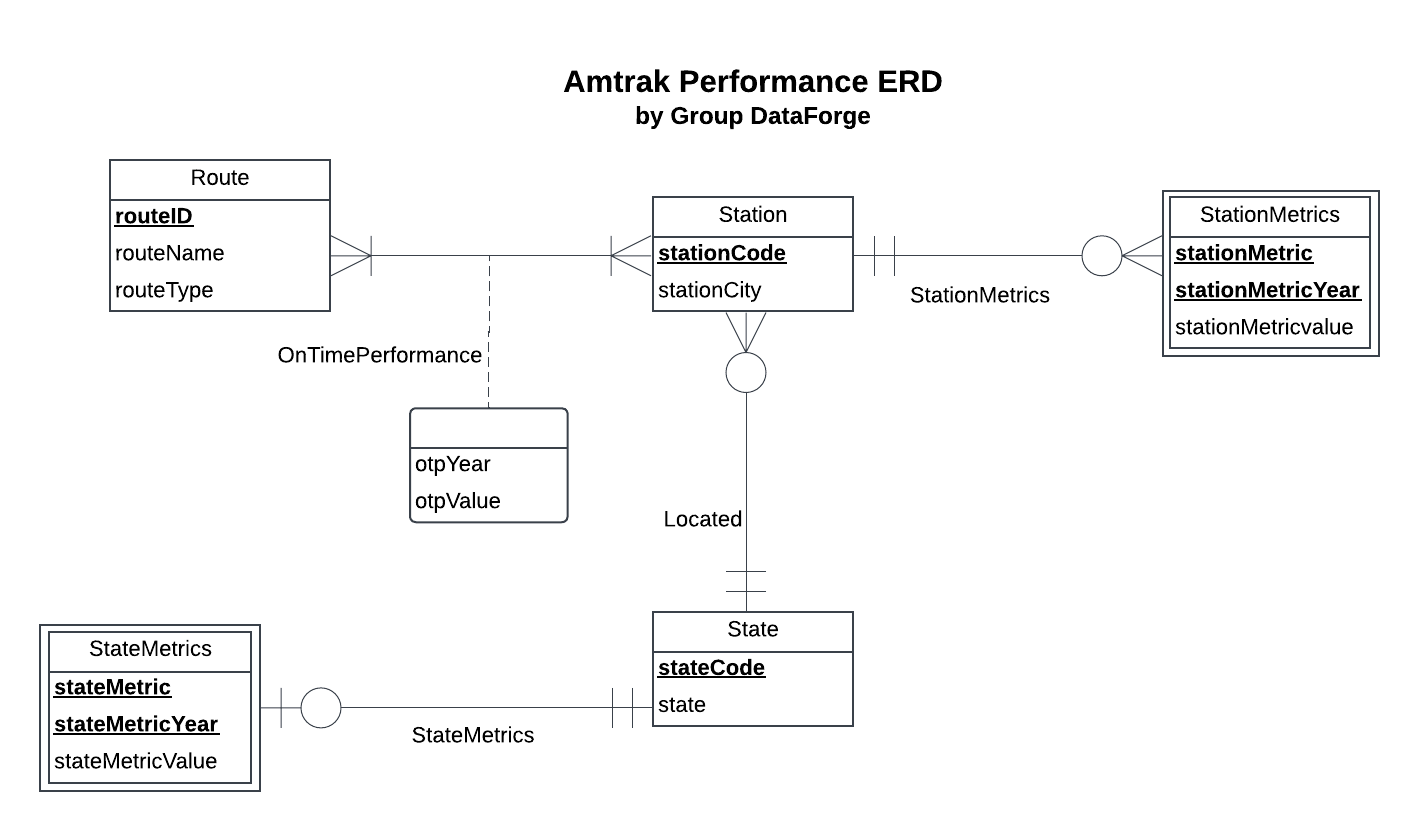 Amtrak Performance ERD
by Group DataForge
Route
routeID
routeName
routeType
Station
stationCode
stationCity
StationMetrics
StationMetrics
stationMetric
stationMetricYear
stationMetricvalue
OnTimePerformance
otpYear
otpValue
Located
State
stateCode
state
StateMetrics
stateMetric
stateMetricYear
stateMetricValue
StateMetrics